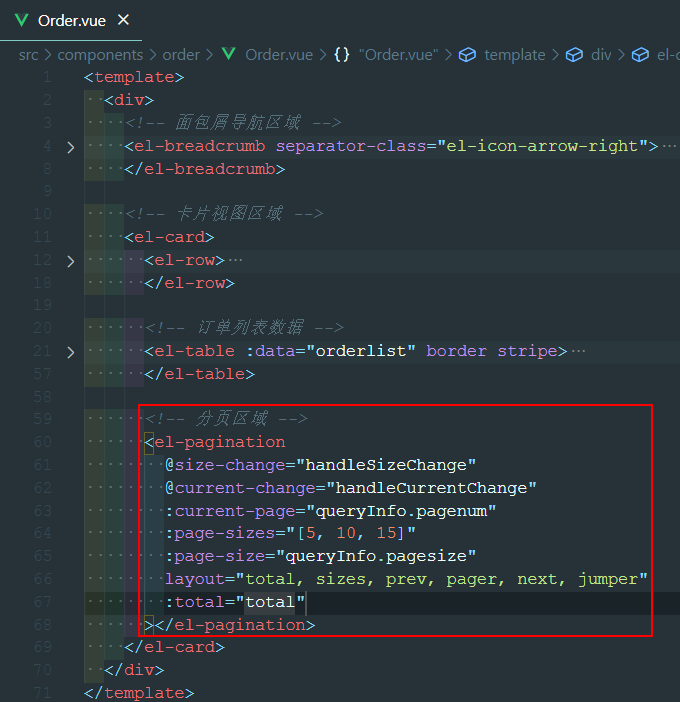 Order.vue ×
src > components > order > Order.vue > {} "Order.vue" > template > div > el-c
1 <template>
2 <div>
3 <!-- 面包屑导航区域 -->
4 <el-breadcrumb separator-class="el-icon-arrow-right">…
8 </el-breadcrumb>
9
10 <!-- 卡片视图区域 -->
11 <el-card>
12 <el-row>…
18 </el-row>
19
20 <!-- 订单列表数据 -->
21 <el-table :data="orderlist" border stripe>…
57 </el-table>
58
59 <!-- 分页区域 -->
60 <el-pagination
61 @size-change="handleSizeChange"
62 @current-change="handleCurrentChange"
63 :current-page="queryInfo.pagenum"
64 :page-sizes="[5, 10, 15]"
65 :page-size="queryInfo.pagesize"
66 layout="total, sizes, prev, pager, next, jumper"
67 :total="total"
68 ></el-pagination>
69 </el-card>
70 </div>
71 </template>